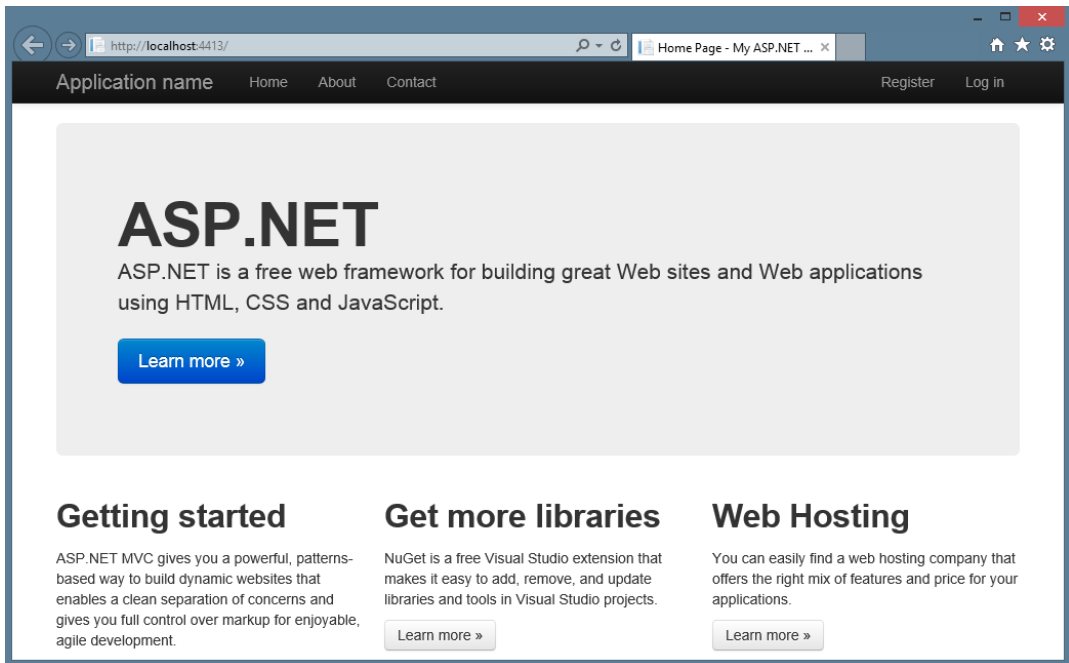 http://localhost:4413/
Home Page - My ASP.NET ...
Application name Home About Contact Register Log in
ASP.NET
ASP.NET is a free web framework for building great Web sites and Web applications
using HTML, CSS and JavaScript.
Learn more »
Getting started
ASP.NET MVC gives you a powerful, patterns-
based way to build dynamic websites that
enables a clean separation of concerns and
gives you full control over markup for enjoyable,
agile development.
Get more libraries
NuGet is a free Visual Studio extension that
makes it easy to add, remove, and update
libraries and tools in Visual Studio projects.
Learn more »
Web Hosting
You can easily find a web hosting company that
offers the right mix of features and price for your
applications.
Learn more »